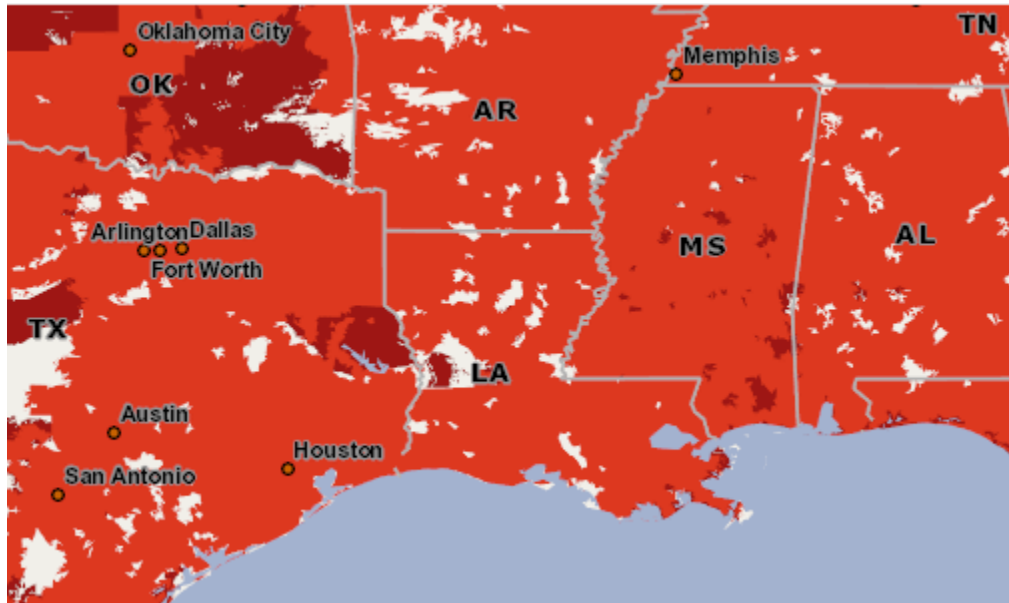 TN
Oklahoma City
Memphis
OK
AR
Arlington
Dallas
Fort Worth
MS
AL
TX
LA
Austin
Houston
San Antonio